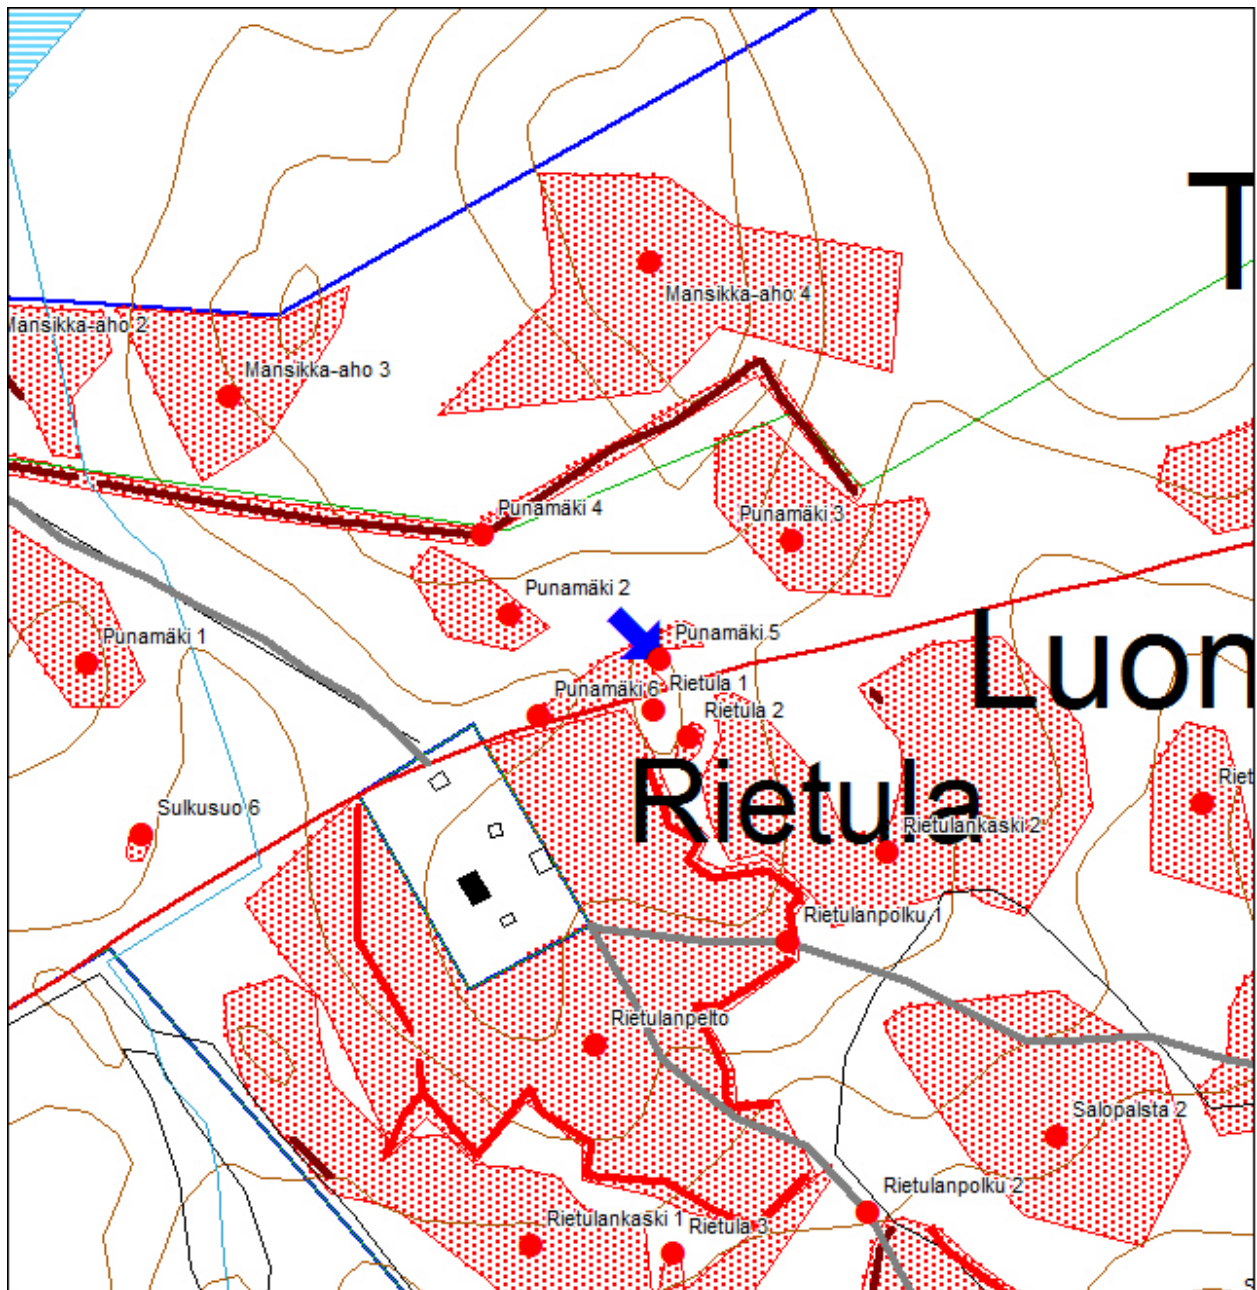 T
Mansikka-aho 4
Mansikka-aho 2
Mansikka-aho 3
Punamäki 4
Punamäki 3
Punamäki 2
Punamäki 5
Punamäki 1
Luon
Rietula 1
Punamäki 6
Rietula 2
Rietula
Riet
Sulkusuo 6
Rietulankaski 2
Rietulanpolku 1
Rietulanpelto
Salopalsta 2
Rietulanpolku 2
Rietulankaski 1
Rietula 3
S